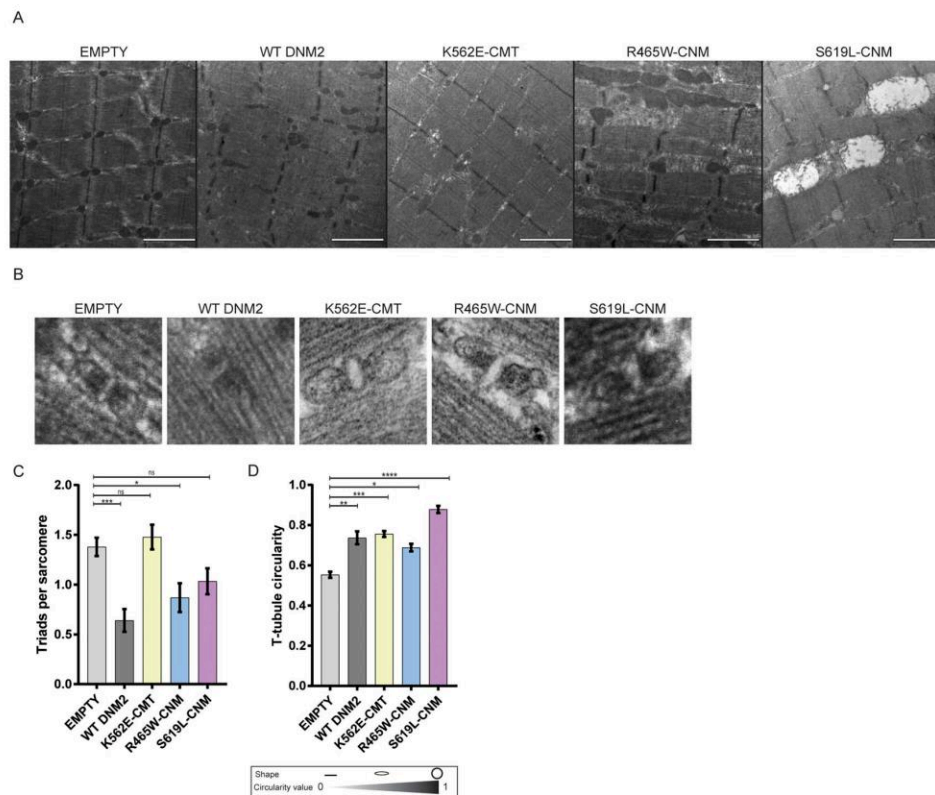 A
EMPTY WT DNM2 K562E-CMT R465W-CNM S619L-CNM
B
EMPTY WT DNM2 K562E-CMT R465W-CNM S619L-CNM
C
ns
*
ns
***
Triads per sarcomere
2.0
1.5
1.0
0.5
0.0
EMPTY
WT DNM2
K562E-CMT
R465W-CNM
S619L-CNM
D
****
*
***
**
T-tubule circularity
1.0
0.8
0.6
0.4
0.2
0.0
EMPTY
WT DNM2
K562E-CMT
R465W-CNM
S619L-CNM
Shape
Circularity value 0 1